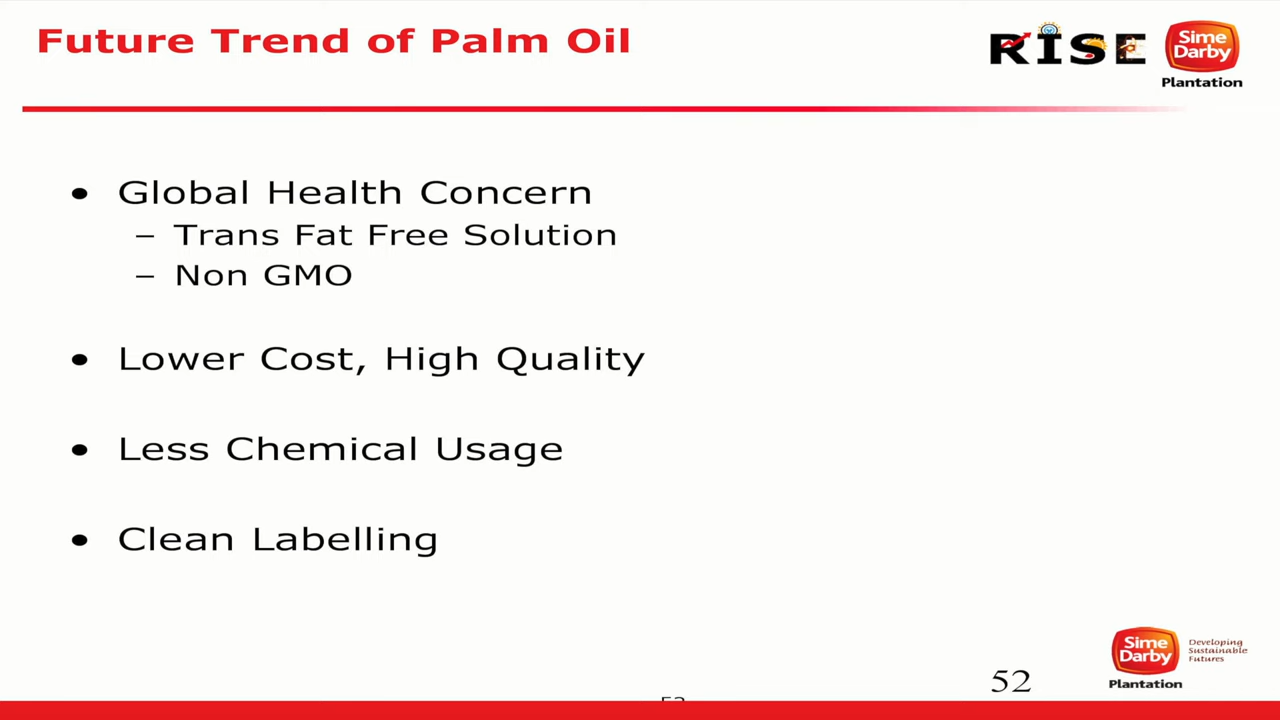 Future Trend of Palm Oil
RISE
Sime
Darby
Plantation
• Global Health Concern
– Trans Fat Free Solution
– Non GMO
• Lower Cost, High Quality
• Less Chemical Usage
• Clean Labelling
Sime
Darby
Plantation
Developing
Sustainable
Futures
52